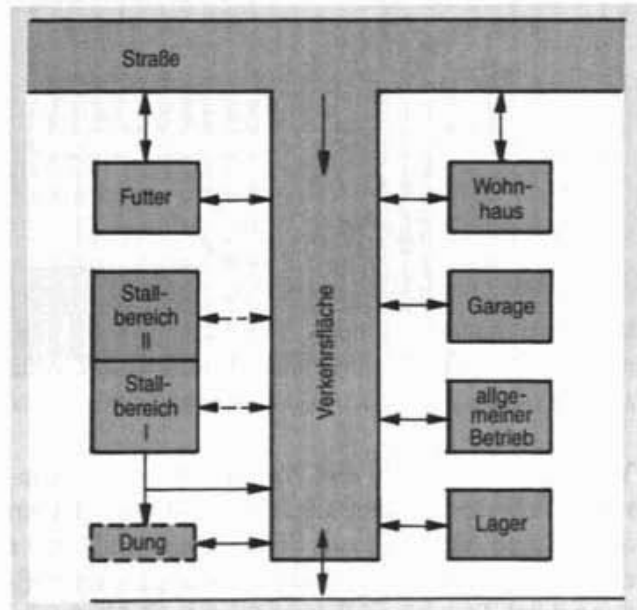 Straße
Futter
Wohn-
haus
Stall-
bereich
II
Garage
Verkehrsfläche
Stall-
bereich
I
allge-
meiner
Betrieb
Dung
Lager